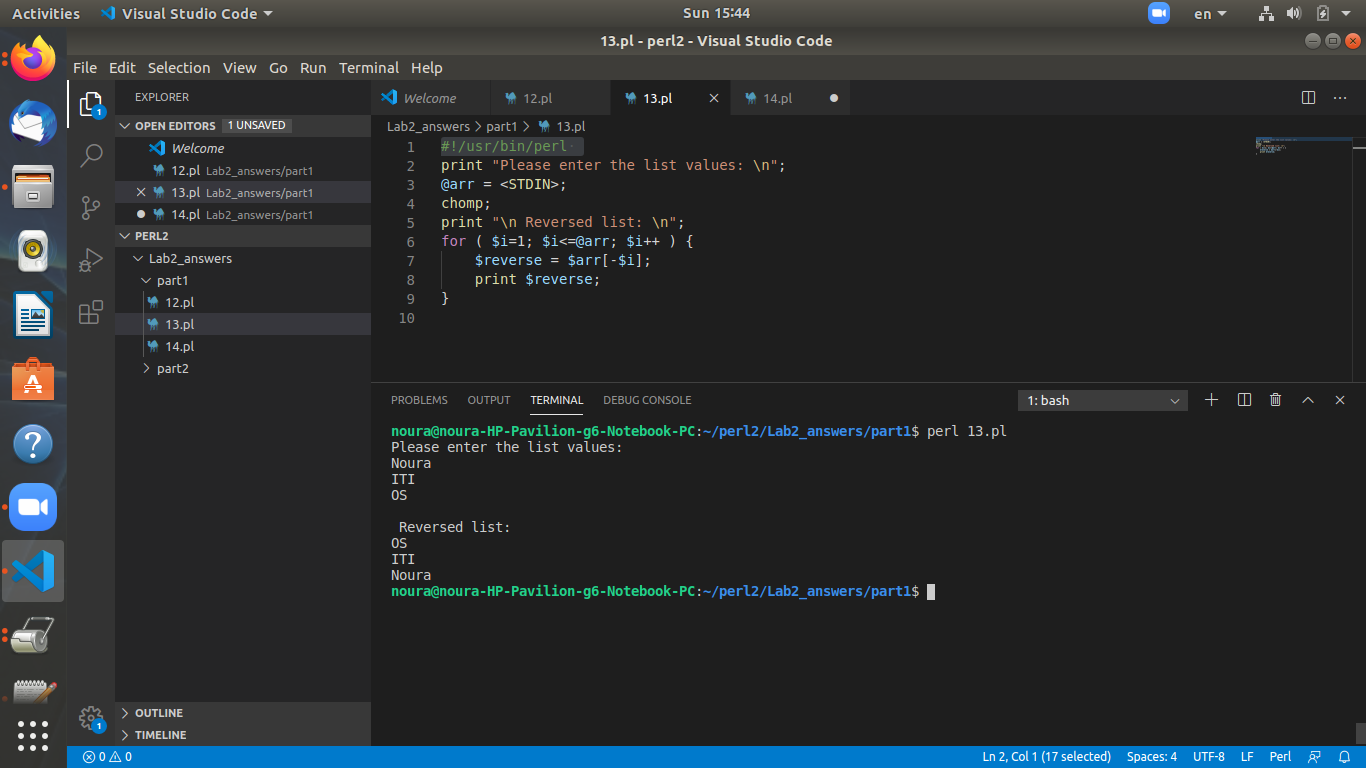 Activities Visual Studio Code Sun 15:44 en
13.pl - perl2 - Visual Studio Code
File Edit Selection View Go Run Terminal Help
1
EXPLORER
OPEN EDITORS 1 UNSAVED
Welcome
12.pl Lab2_answers/part1
13.pl Lab2_answers/part1
14.pl Lab2_answers/part1
PERL2
Lab2_answers
part1
12.pl
13.pl
14.pl
part2
OUTLINE
TIMELINE
1
Welcome 12.pl 13.pl 14.pl
Lab2_answers > part1 > 13.pl
1 #!/usr/bin/perl
2 print "Please enter the list values: \n";
3 @arr = <STDIN>;
4 chomp;
5 print "\n Reversed list: \n";
6 for ( $i=1; $i<=@arr; $i++ ) {
7 $reverse = $arr[-$i];
8 print $reverse;
9 }
10
PROBLEMS OUTPUT TERMINAL DEBUG CONSOLE 1: bash
noura@noura-HP-Pavilion-g6-Notebook-PC:~/perl2/Lab2_answers/part1$ perl 13.pl
Please enter the list values:
Noura
ITI
OS
Reversed list:
OS
ITI
Noura
noura@noura-HP-Pavilion-g6-Notebook-PC:~/perl2/Lab2_answers/part1$
0 0 Ln 2, Col 1 (17 selected) Spaces: 4 UTF-8 LF Perl